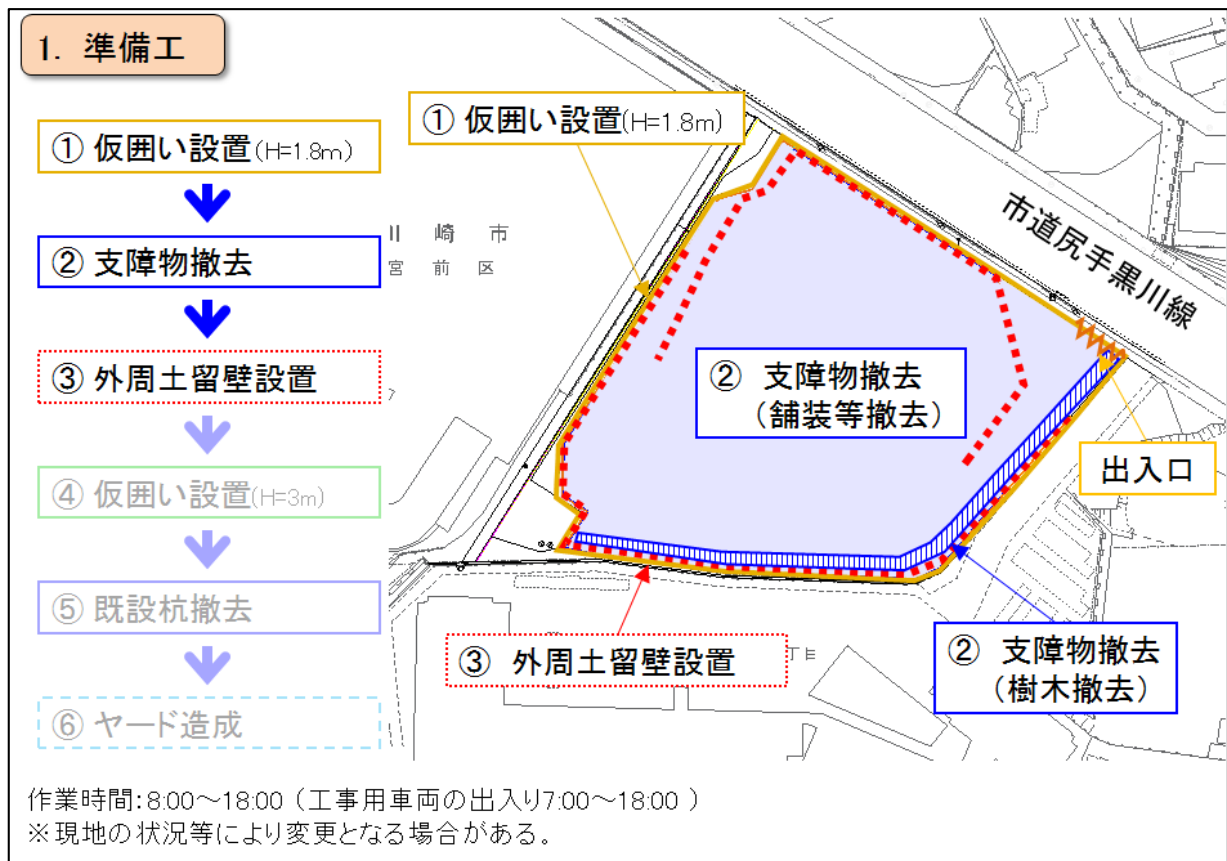 1. 準備工
① 仮囲い設置(H=1.8m)
② 支障物撤去
③ 外周土留壁設置
④ 仮囲い設置(H=3m)
⑤ 既設杭撤去
⑥ ヤード造成
① 仮囲い設置(H=1.8m)
川 崎 市
宮 前 区
市道尻手黒川線
② 支障物撤去
(舗装等撤去)
出入口
③ 外周土留壁設置
丁目
② 支障物撤去
(樹木撤去)
作業時間:8:00~18:00 (工事用車両の出入り7:00~18:00 )
※現地の状況等により変更となる場合がある。